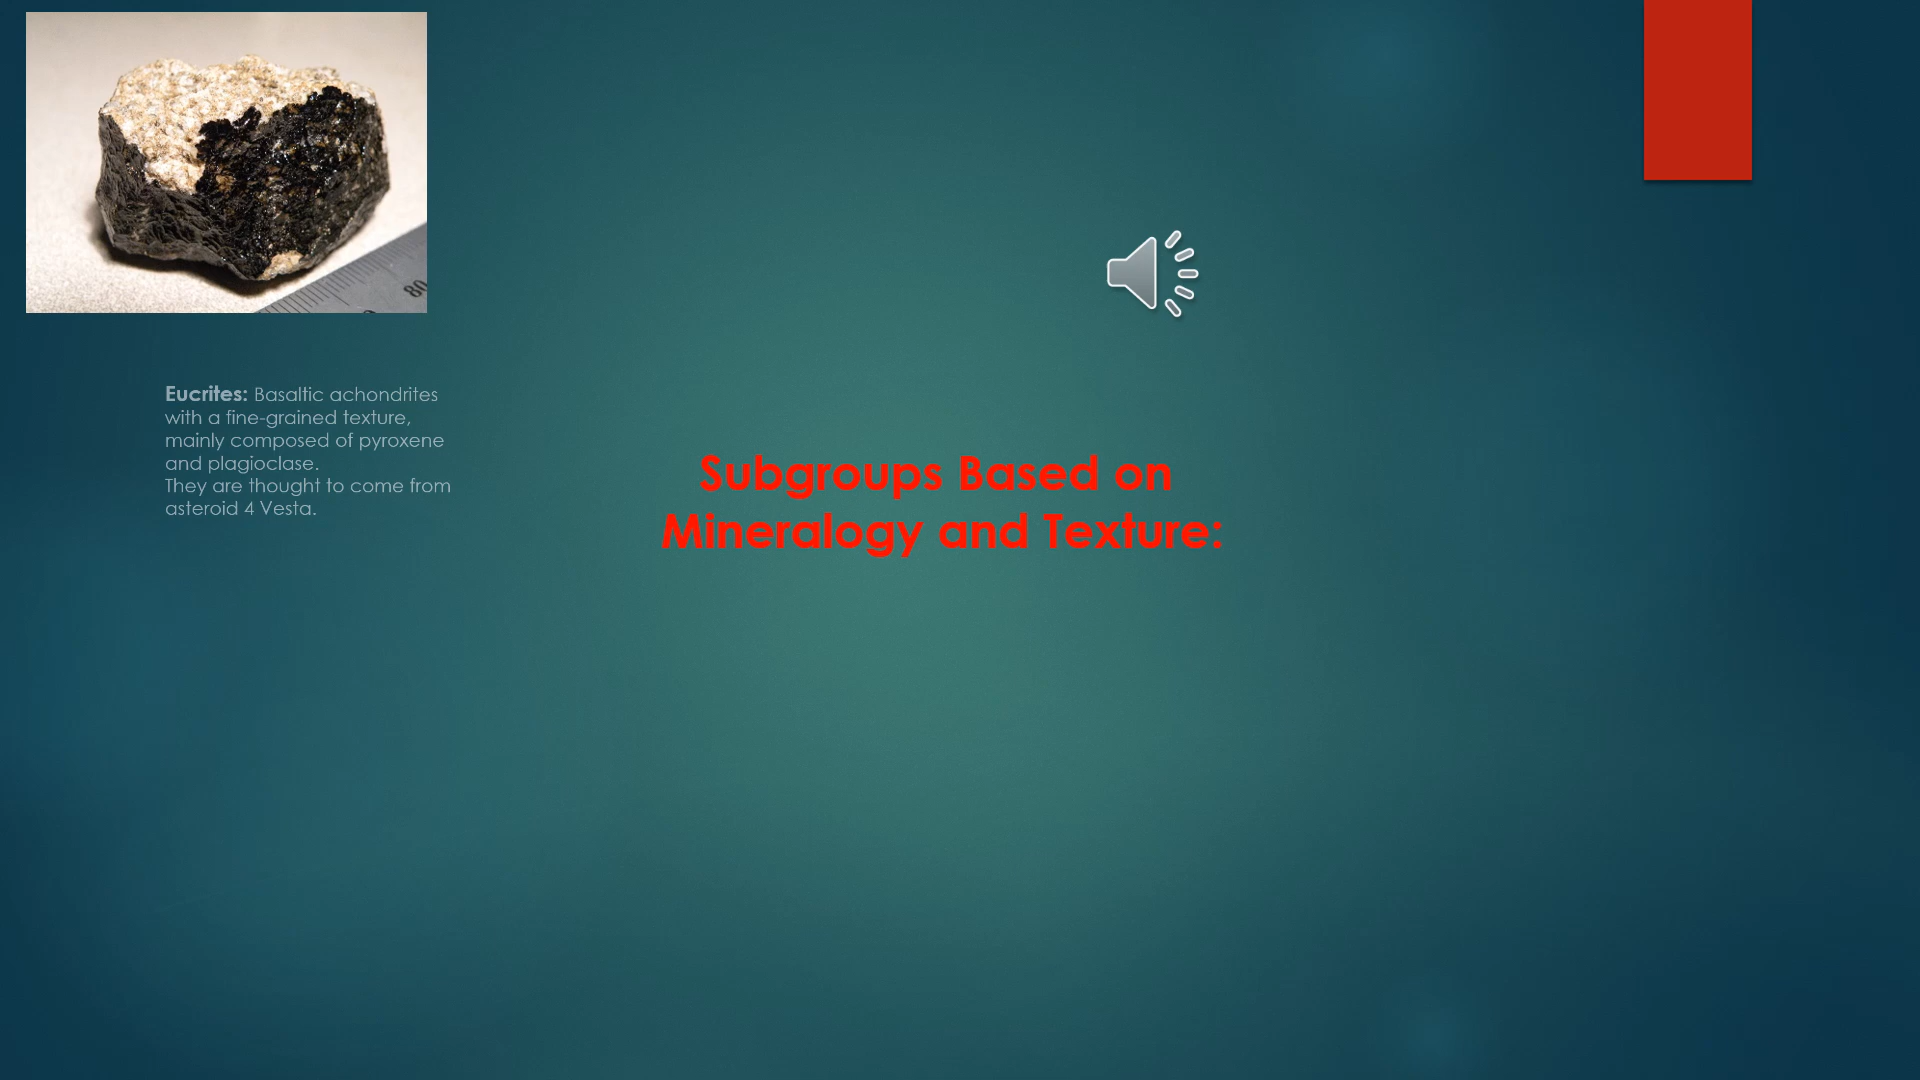 80
Eucrites: Basaltic achondrites
with a fine-grained texture,
mainly composed of pyroxene
and plagioclase.
They are thought to come from
asteroid 4 Vesta.
Subgroups Based on
Mineralogy and Texture: